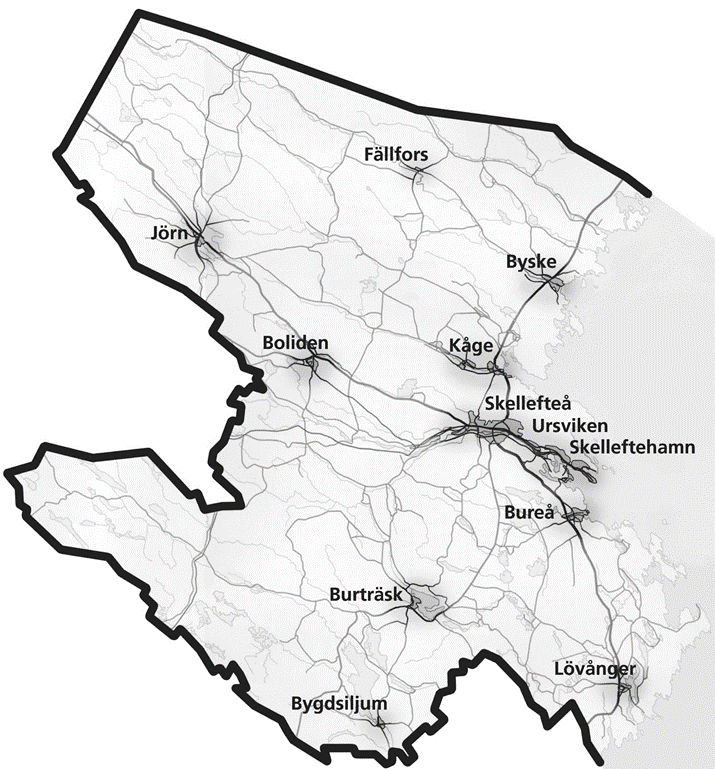 Fällfors
Jörn
Byske
Boliden
Kåge
Skellefteå
Ursviken
Skelleftehamn
Bureå
Burträsk
Lövånger
Bygdsiljum